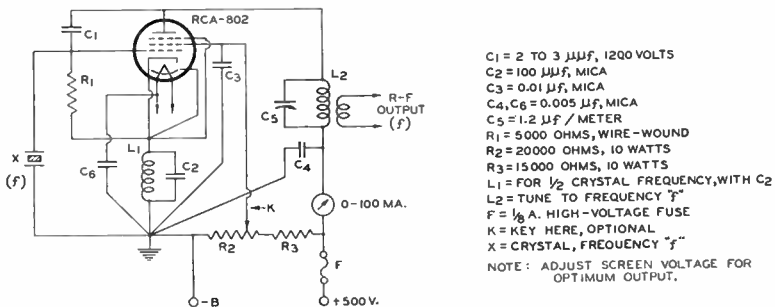 RCA-802
C1
R1
C3
L2
C5
R-F
OUTPUT
(f)
X
(f)
L1
C6
C2
C4
0-100 MA.
K
R2
R3
F
-B
+500 V.
C1 = 2 TO 3 μμf, 1200 VOLTS
C2 = 100 μμf, MICA
C3 = 0.01 μf, MICA
C4,C6 = 0.005 μf, MICA
C5 = 1.2 μf / METER
R1 = 5000 OHMS, WIRE-WOUND
R2 = 20000 OHMS, 10 WATTS
R3 = 15000 OHMS, 10 WATTS
L1 = FOR 1/2 CRYSTAL FREQUENCY, WITH C2
L2 = TUNE TO FREQUENCY "f"
F = 1/8 A. HIGH-VOLTAGE FUSE
K = KEY HERE, OPTIONAL
X = CRYSTAL, FREQUENCY "f"
NOTE: ADJUST SCREEN VOLTAGE FOR
OPTIMUM OUTPUT.